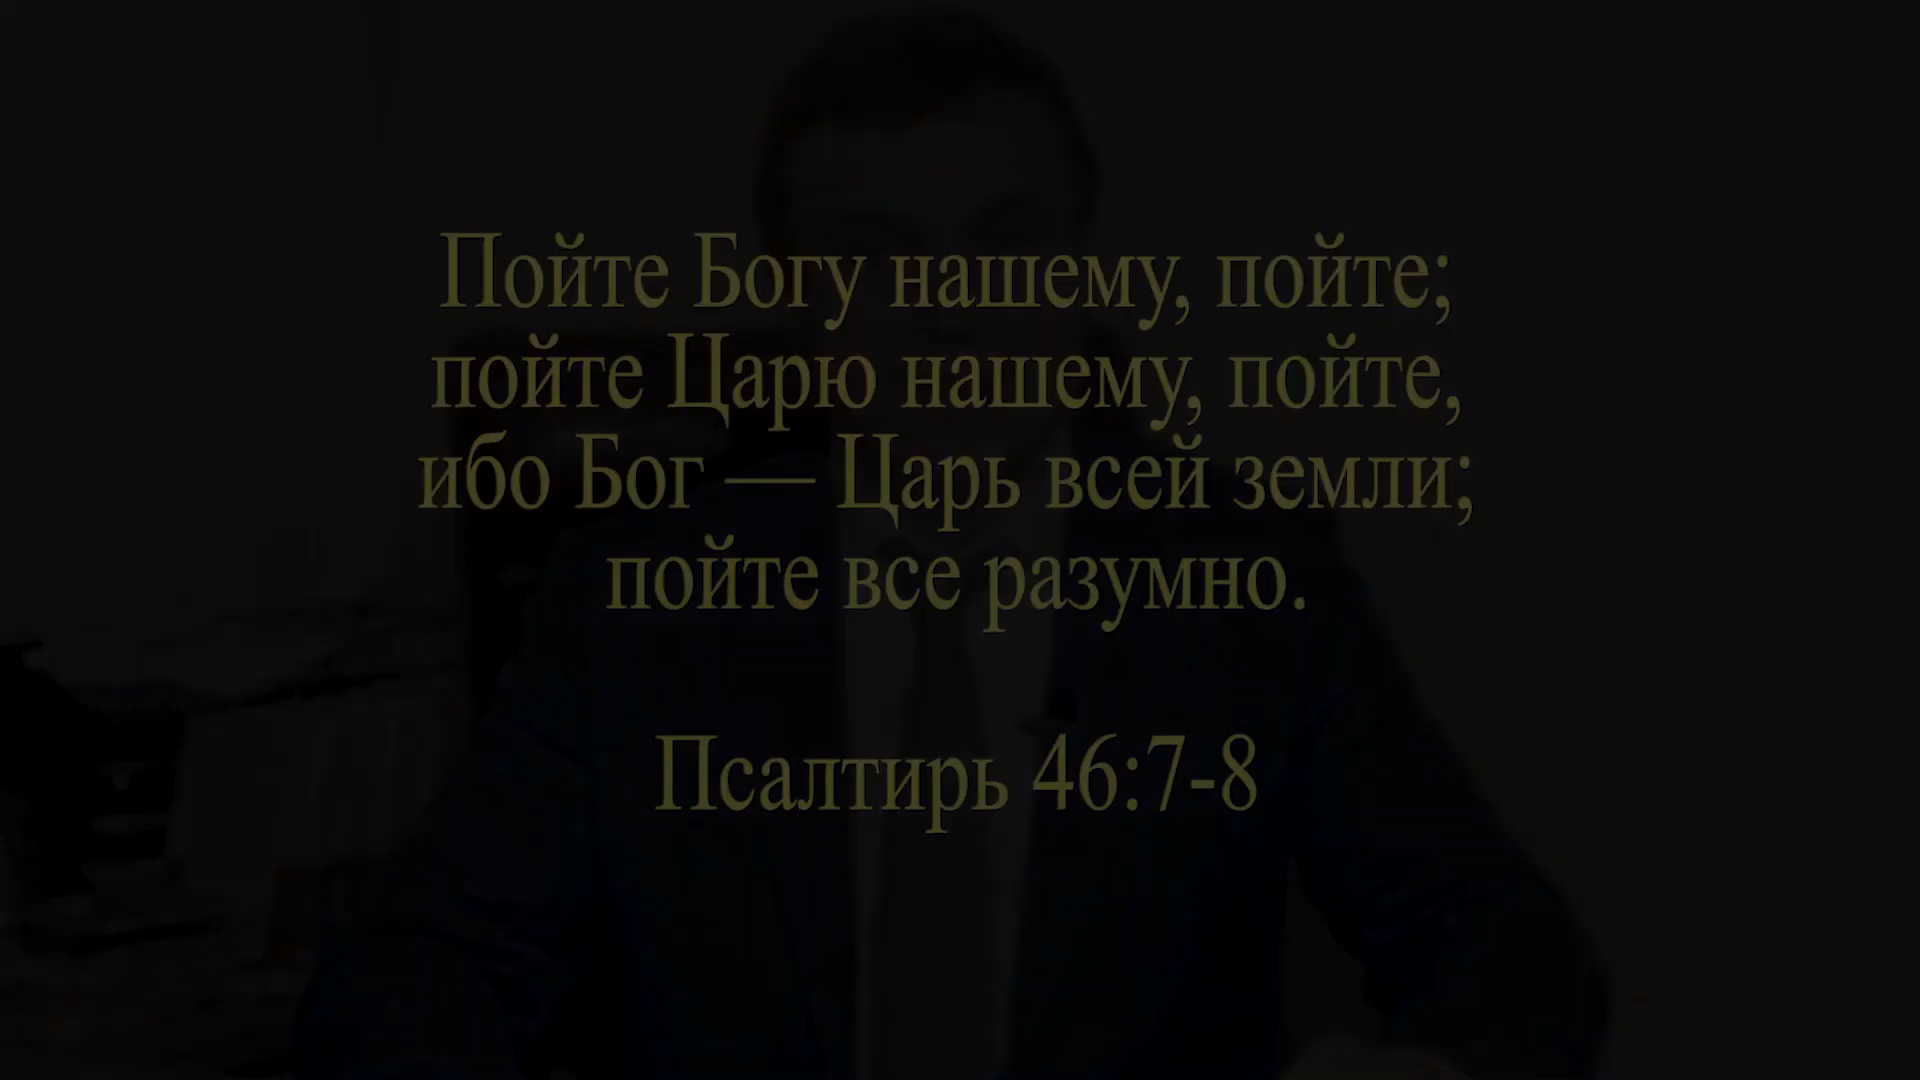 Пойте Богу нашему, пойте;
пойте Царю нашему, пойте,
ибо Бог — Царь всей земли;
пойте все разумно.
Псалтирь 46:7-8